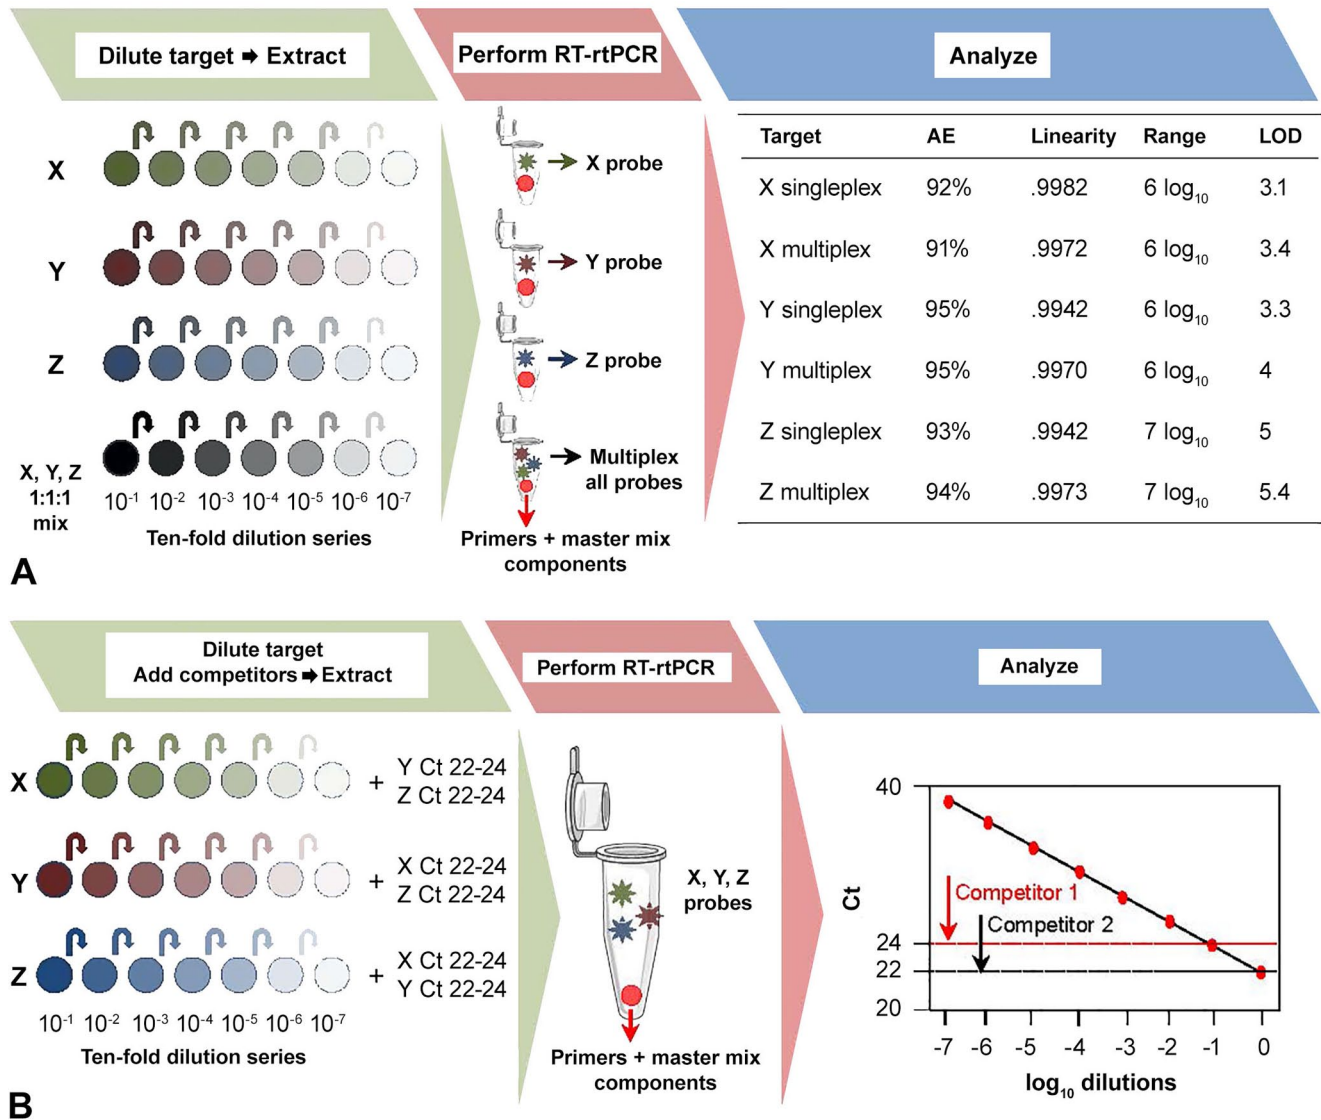 Dilute target ➡ Extract
Perform RT-rtPCR
Analyze
X
Y
Z
X, Y, Z
1:1:1
mix
10-1 10-2 10-3 10-4 10-5 10-6 10-7
Ten-fold dilution series
X probe
Y probe
Z probe
Multiplex
all probes
Primers + master mix
components
Target AE Linearity Range LOD
X singleplex 92% .9982 6 log10 3.1
X multiplex 91% .9972 6 log10 3.4
Y singleplex 95% .9942 6 log10 3.3
Y multiplex 95% .9970 6 log10 4
Z singleplex 93% .9942 7 log10 5
Z multiplex 94% .9973 7 log10 5.4
A
Dilute target
Add competitors ➡ Extract
Perform RT-rtPCR
Analyze
X + Y Ct 22-24
Z Ct 22-24
Y + X Ct 22-24
Z Ct 22-24
Z + X Ct 22-24
Y Ct 22-24
10-1 10-2 10-3 10-4 10-5 10-6 10-7
Ten-fold dilution series
X, Y, Z
probes
Primers + master mix
components
Ct
40
Competitor 1
Competitor 2
24
22
20
-7 -6 -5 -4 -3 -2 -1 0
log10 dilutions
B